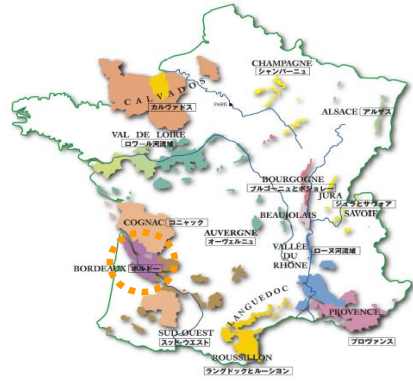 CHAMPAGNE
シャンパーニュ
CALVADOS
カルヴァドス
PARIS
ALSACE アルザス
VAL DE LOIRE
ロワール河流域
BOURGOGNE
ブルゴーニュとボジョレー
JURA
ジュラとサヴォア
SAVOIE
BEAUJOLAIS
COGNAC コニャック
AUVERGNE
オーヴェルニュ
VALLÉE
DU
RHÔNE
ローヌ河流域
BORDEAUX ボルドー
LANGUEDOC
PROVENCE
プロヴァンス
SUD-OUEST
スッド・ウエスト
ROUSSILLON
ラングドックとルーション